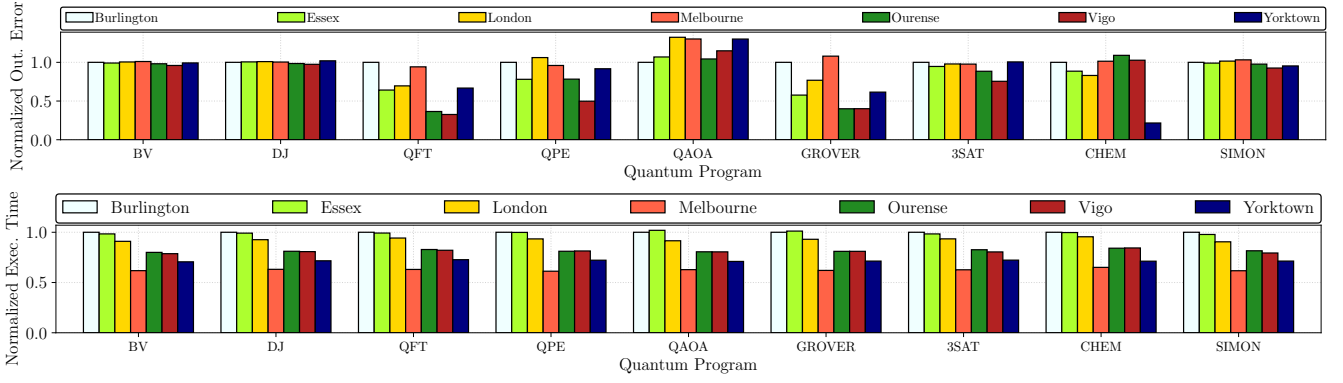 Normalized Out. Error
Burlington Essex London Melbourne Ourense Vigo Yorktown
1.0
0.5
0.0
BV DJ QFT QPE QAOA GROVER 3SAT CHEM SIMON
Quantum Program
Normalized Exec. Time
Burlington Essex London Melbourne Ourense Vigo Yorktown
1.0
0.5
0.0
BV DJ QFT QPE QAOA GROVER 3SAT CHEM SIMON
Quantum Program